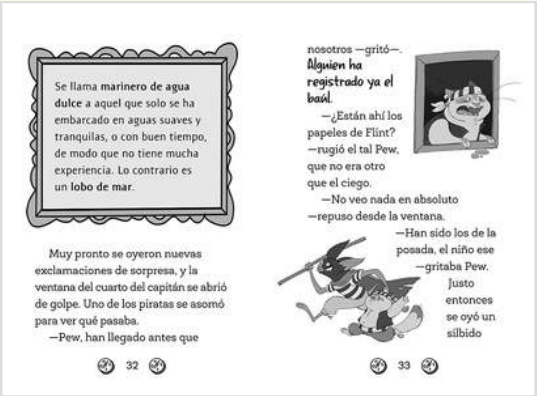 Se llama marinero de agua
dulce a aquel que solo se ha
embarcado en aguas suaves y
tranquilas, o con buen tiempo,
de modo que no tiene mucha
experiencia. Lo contrario es
un lobo de mar.
Muy pronto se oyeron nuevas
exclamaciones de sorpresa, y la
ventana del cuarto del capitán se abrió
de golpe. Uno de los piratas se asomó
para ver qué pasaba.
—Pew, han llegado antes que
32
nosotros —gritó—.
Alguien ha
registrado ya el
baúl.
—¿Están ahí los
papeles de Flint?
—rugió el tal Pew,
que no era otro
que el ciego.
—No veo nada en absoluto
—repuso desde la ventana.
—Han sido los de la
posada, el niño ese
—gritaba Pew.
Justo
entonces
se oyó un
silbido
33